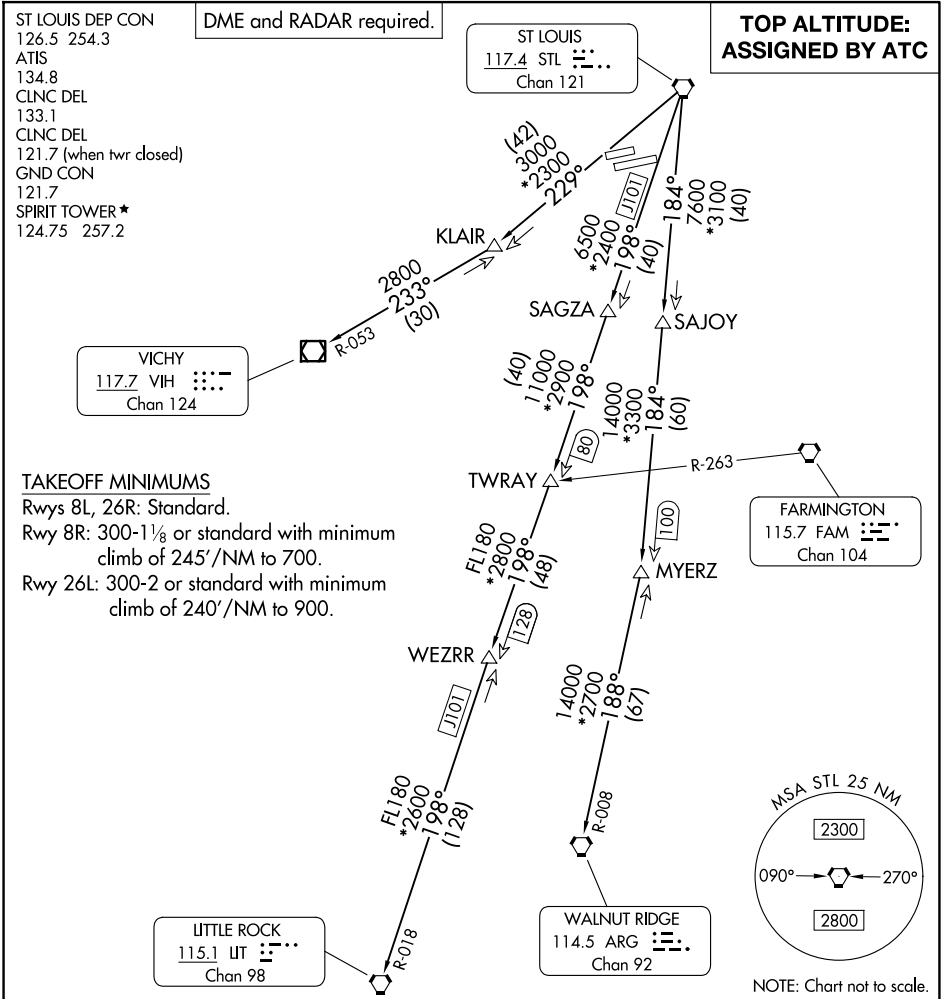 ST LOUIS DEP CON
126.5 254.3
ATIS
134.8
CLNC DEL
133.1
CLNC DEL
121.7 (when twr closed)
GND CON
121.7
SPIRIT TOWER ★
124.75 257.2
DME and RADAR required.
TOP ALTITUDE:
ASSIGNED BY ATC
ST LOUIS
117.4 STL
Chan 121
(42)
3000
*2300
229°
J101
6500
*2400
198°
(40)
184°
7600
*3100
(40)
KLAIR
2800
233°
(30)
R-053
SAGZA
SAJOY
VICHY
117.7 VIH
Chan 124
(40)
11000
*2900
198°
14000
*3300
184°
(60)
80
TWRAY
R-263
FARMINGTON
115.7 FAM
Chan 104
TAKEOFF MINIMUMS
Rwys 8L, 26R: Standard.
Rwy 8R: 300-1⅛ or standard with minimum
climb of 245'/NM to 700.
Rwy 26L: 300-2 or standard with minimum
climb of 240'/NM to 900.
100
MYERZ
FL180
*2800
198°
(48)
128
WEZRR
J101
14000
*2700
188°
(67)
R-008
FL180
*2600
198°
(128)
R-018
LITTLE ROCK
115.1 LIT
Chan 98
WALNUT RIDGE
114.5 ARG
Chan 92
MSA STL 25 NM
2300
090°
270°
2800
NOTE: Chart not to scale.